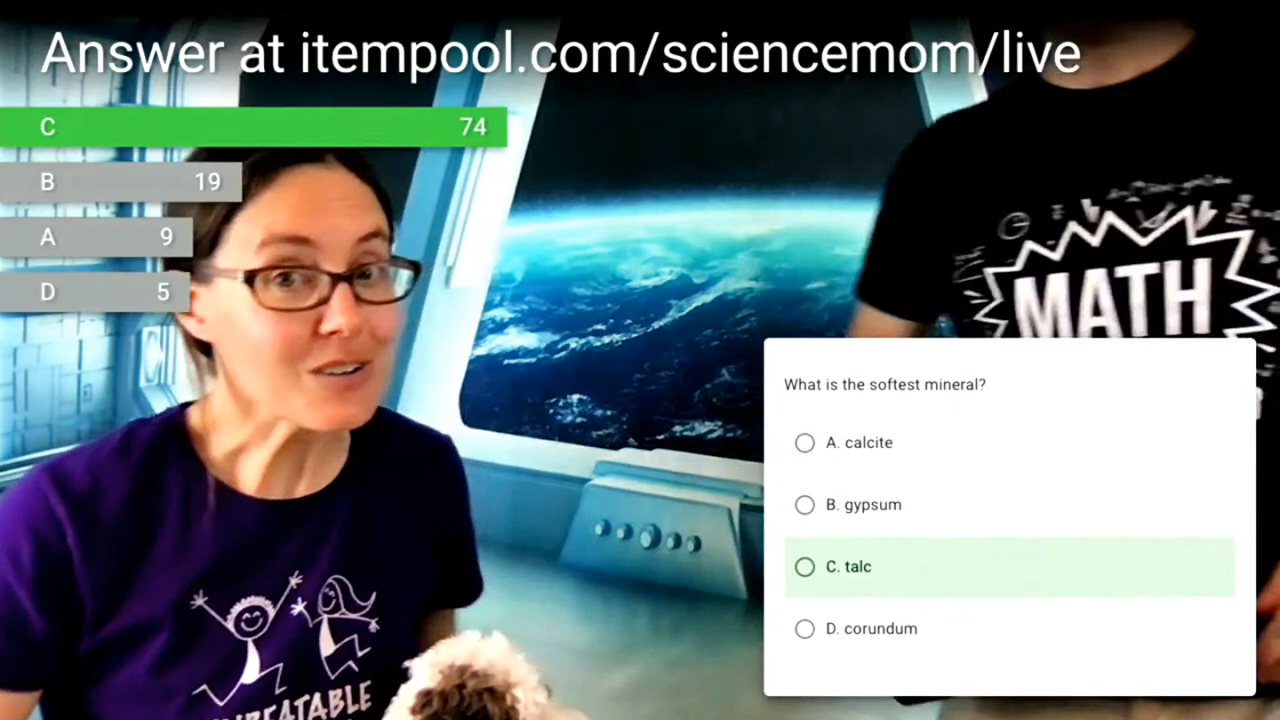 Answer at itempool.com/sciencemom/live
C 74
B 19
A 9
D 5
MATH
What is the softest mineral?
A. calcite
B. gypsum
C. talc
D. corundum